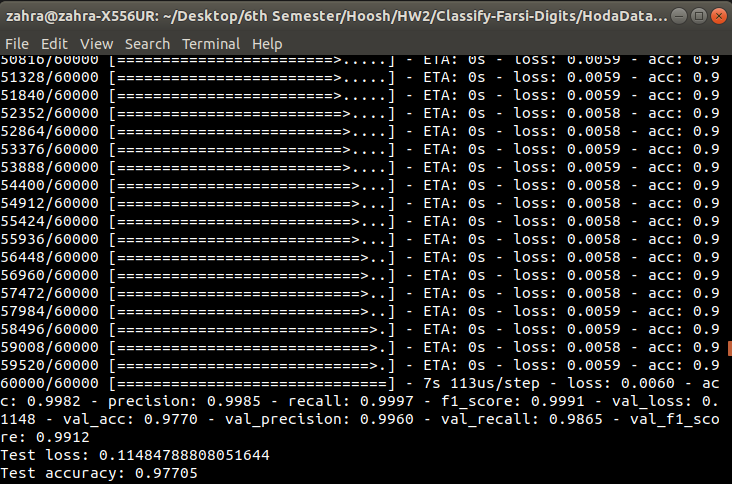 zahra@zahra-X556UR: ~/Desktop/6th Semester/Hoosh/HW2/Classify-Farsi-Digits/HodaData...
File Edit View Search Terminal Help
50816/60000 [==============================>.....] - ETA: 0s - loss: 0.0059 - acc: 0.9
51328/60000 [==============================>.....] - ETA: 0s - loss: 0.0059 - acc: 0.9
51840/60000 [==============================>.....] - ETA: 0s - loss: 0.0059 - acc: 0.9
52352/60000 [==========================>....] - ETA: 0s - loss: 0.0058 - acc: 0.9
52864/60000 [==========================>....] - ETA: 0s - loss: 0.0058 - acc: 0.9
53376/60000 [==========================>....] - ETA: 0s - loss: 0.0059 - acc: 0.9
53888/60000 [==========================>....] - ETA: 0s - loss: 0.0059 - acc: 0.9
54400/60000 [===========================>...] - ETA: 0s - loss: 0.0058 - acc: 0.9
54912/60000 [===========================>...] - ETA: 0s - loss: 0.0058 - acc: 0.9
55424/60000 [===========================>...] - ETA: 0s - loss: 0.0058 - acc: 0.9
55936/60000 [===========================>...] - ETA: 0s - loss: 0.0058 - acc: 0.9
56448/60000 [============================>..] - ETA: 0s - loss: 0.0058 - acc: 0.9
56960/60000 [============================>..] - ETA: 0s - loss: 0.0058 - acc: 0.9
57472/60000 [============================>..] - ETA: 0s - loss: 0.0058 - acc: 0.9
57984/60000 [============================>..] - ETA: 0s - loss: 0.0059 - acc: 0.9
58496/60000 [=============================>.] - ETA: 0s - loss: 0.0059 - acc: 0.9
59008/60000 [=============================>.] - ETA: 0s - loss: 0.0058 - acc: 0.9
59520/60000 [=============================>.] - ETA: 0s - loss: 0.0059 - acc: 0.9
60000/60000 [==============================] - 7s 113us/step - loss: 0.0060 - ac
c: 0.9982 - precision: 0.9985 - recall: 0.9997 - f1_score: 0.9991 - val_loss: 0.
1148 - val_acc: 0.9770 - val_precision: 0.9960 - val_recall: 0.9865 - val_f1_sco
re: 0.9912
Test loss: 0.11484788808051644
Test accuracy: 0.97705